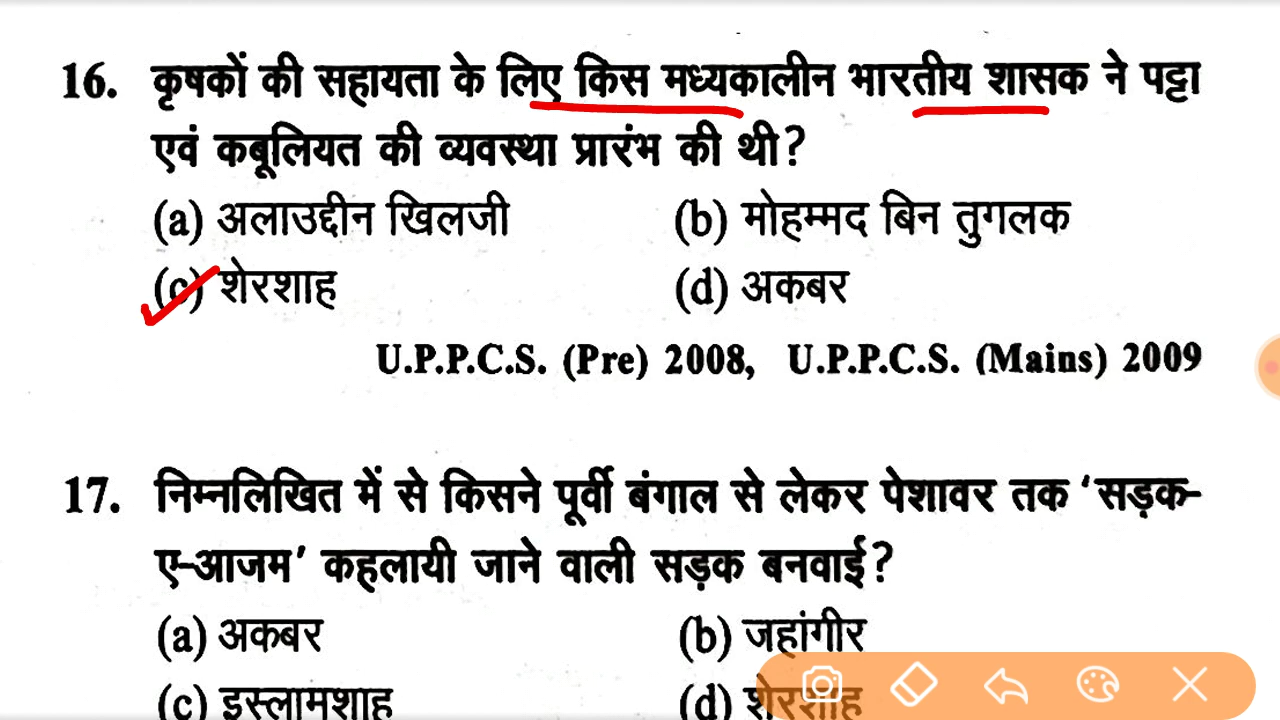 16. कृषकों की सहायता के लिए किस मध्यकालीन भारतीय शासक ने पट्टा
एवं कबूलियत की व्यवस्था प्रारंभ की थी?
(a) अलाउद्दीन खिलजी (b) मोहम्मद बिन तुगलक
(c) शेरशाह (d) अकबर
U.P.P.C.S. (Pre) 2008, U.P.P.C.S. (Mains) 2009
17. निम्नलिखित में से किसने पूर्वी बंगाल से लेकर पेशावर तक ‘सड़क-
ए-आजम’ कहलायी जाने वाली सड़क बनवाई?
(a) अकबर (b) जहांगीर
(c) इस्लामशाह (d) शेरशाह